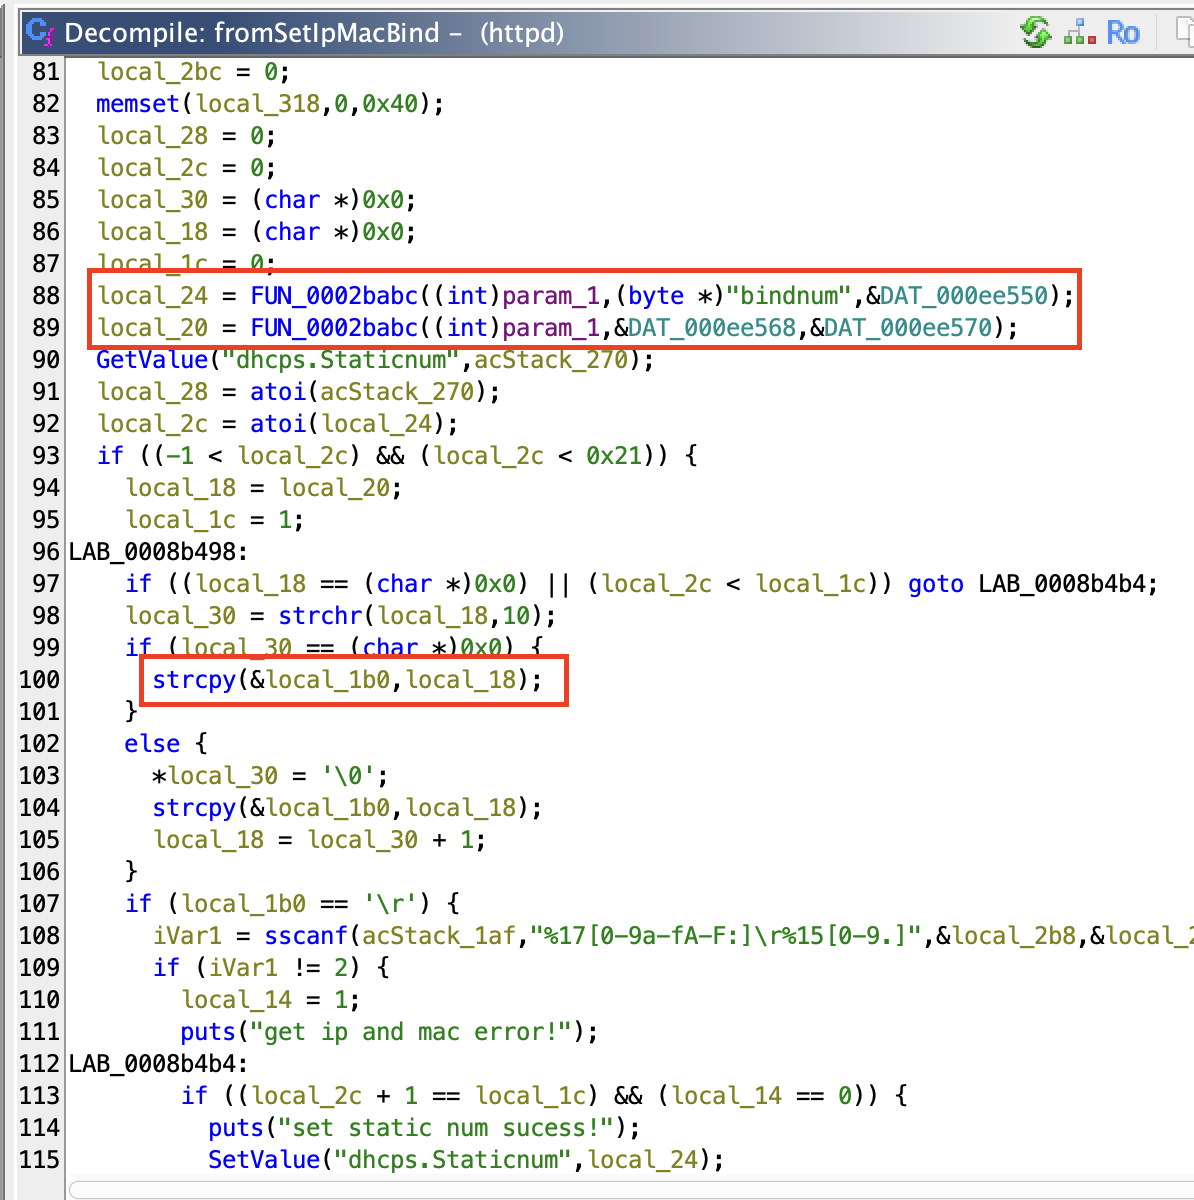 Decompile: fromSetIpMacBind – (httpd)
Ro
81 local_2bc = 0;
82 memset(local_318,0,0x40);
83 local_28 = 0;
84 local_2c = 0;
85 local_30 = (char *)0x0;
86 local_18 = (char *)0x0;
87 local_1c = 0;
88 local_24 = FUN_0002babc((int)param_1,(byte *)"bindnum",&DAT_000ee550);
89 local_20 = FUN_0002babc((int)param_1,&DAT_000ee568,&DAT_000ee570);
90 GetValue("dhcps.Staticnum",acStack_270);
91 local_28 = atoi(acStack_270);
92 local_2c = atoi(local_24);
93 if ((-1 < local_2c) && (local_2c < 0x21)) {
94 local_18 = local_20;
95 local_1c = 1;
96 LAB_0008b498:
97 if ((local_18 == (char *)0x0) || (local_2c < local_1c)) goto LAB_0008b4b4;
98 local_30 = strchr(local_18,10);
99 if (local_30 == (char *)0x0) {
100 strcpy(&local_1b0,local_18);
101 }
102 else {
103 *local_30 = '\0';
104 strcpy(&local_1b0,local_18);
105 local_18 = local_30 + 1;
106 }
107 if (local_1b0 == '\r') {
108 iVar1 = sscanf(acStack_1af,"%17[0-9a-fA-F:]\r%15[0-9.]",&local_2b8,&local_2
109 if (iVar1 != 2) {
110 local_14 = 1;
111 puts("get ip and mac error!");
112 LAB_0008b4b4:
113 if ((local_2c + 1 == local_1c) && (local_14 == 0)) {
114 puts("set static num sucess!");
115 SetValue("dhcps.Staticnum",local_24);